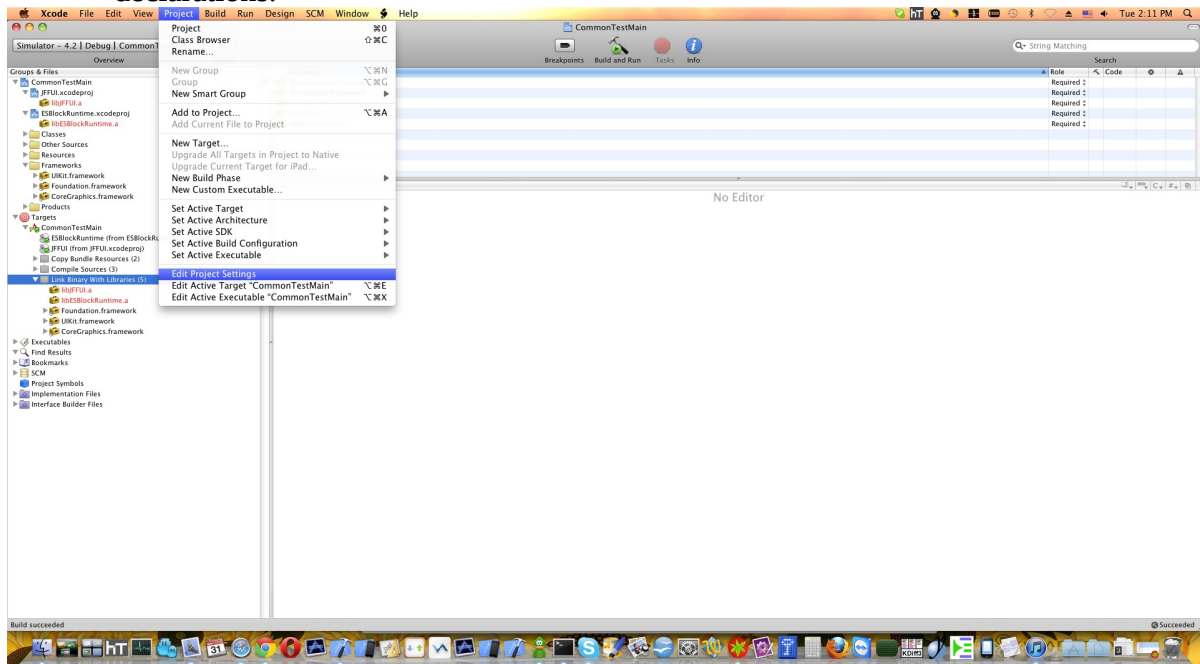 declarations.
Xcode File Edit View Project Build Run Design SCM Window Help
Tue 2:11 PM
CommonTestMain
Simulator - 4.2 | Debug | CommonT
Overview
Breakpoints Build and Run Tasks Info
String Matching
Search
Groups & Files
Role Code
CommonTestMain
JFFUI.xcodeproj
libJFFUI.a
ESBlockRuntime.xcodeproj
libESBlockRuntime.a
Classes
Other Sources
Resources
Frameworks
UIKit.framework
Foundation.framework
CoreGraphics.framework
Products
Targets
CommonTestMain
ESBlockRuntime (from ESBlockRu
JFFUI (from JFFUI.xcodeproj)
Copy Bundle Resources (2)
Compile Sources (3)
Link Binary With Libraries (5)
libJFFUI.a
libESBlockRuntime.a
Foundation.framework
UIKit.framework
CoreGraphics.framework
Executables
Find Results
Bookmarks
SCM
Project Symbols
Implementation Files
Interface Builder Files
Project ⌘0
Class Browser ⇧⌘C
Rename...
New Group ⌥⌘N
Group ⌥⌘G
New Smart Group
Add to Project... ⌥⌘A
Add Current File to Project
New Target...
Upgrade All Targets in Project to Native
Upgrade Current Target for iPad...
New Build Phase
New Custom Executable...
Set Active Target
Set Active Architecture
Set Active SDK
Set Active Build Configuration
Set Active Executable
Edit Project Settings
Edit Active Target “CommonTestMain” ⌥⌘E
Edit Active Executable “CommonTestMain” ⌥⌘X
Required
Required
Required
Required
Required
No Editor
Build succeeded
Succeeded
hT
31
KDiff3